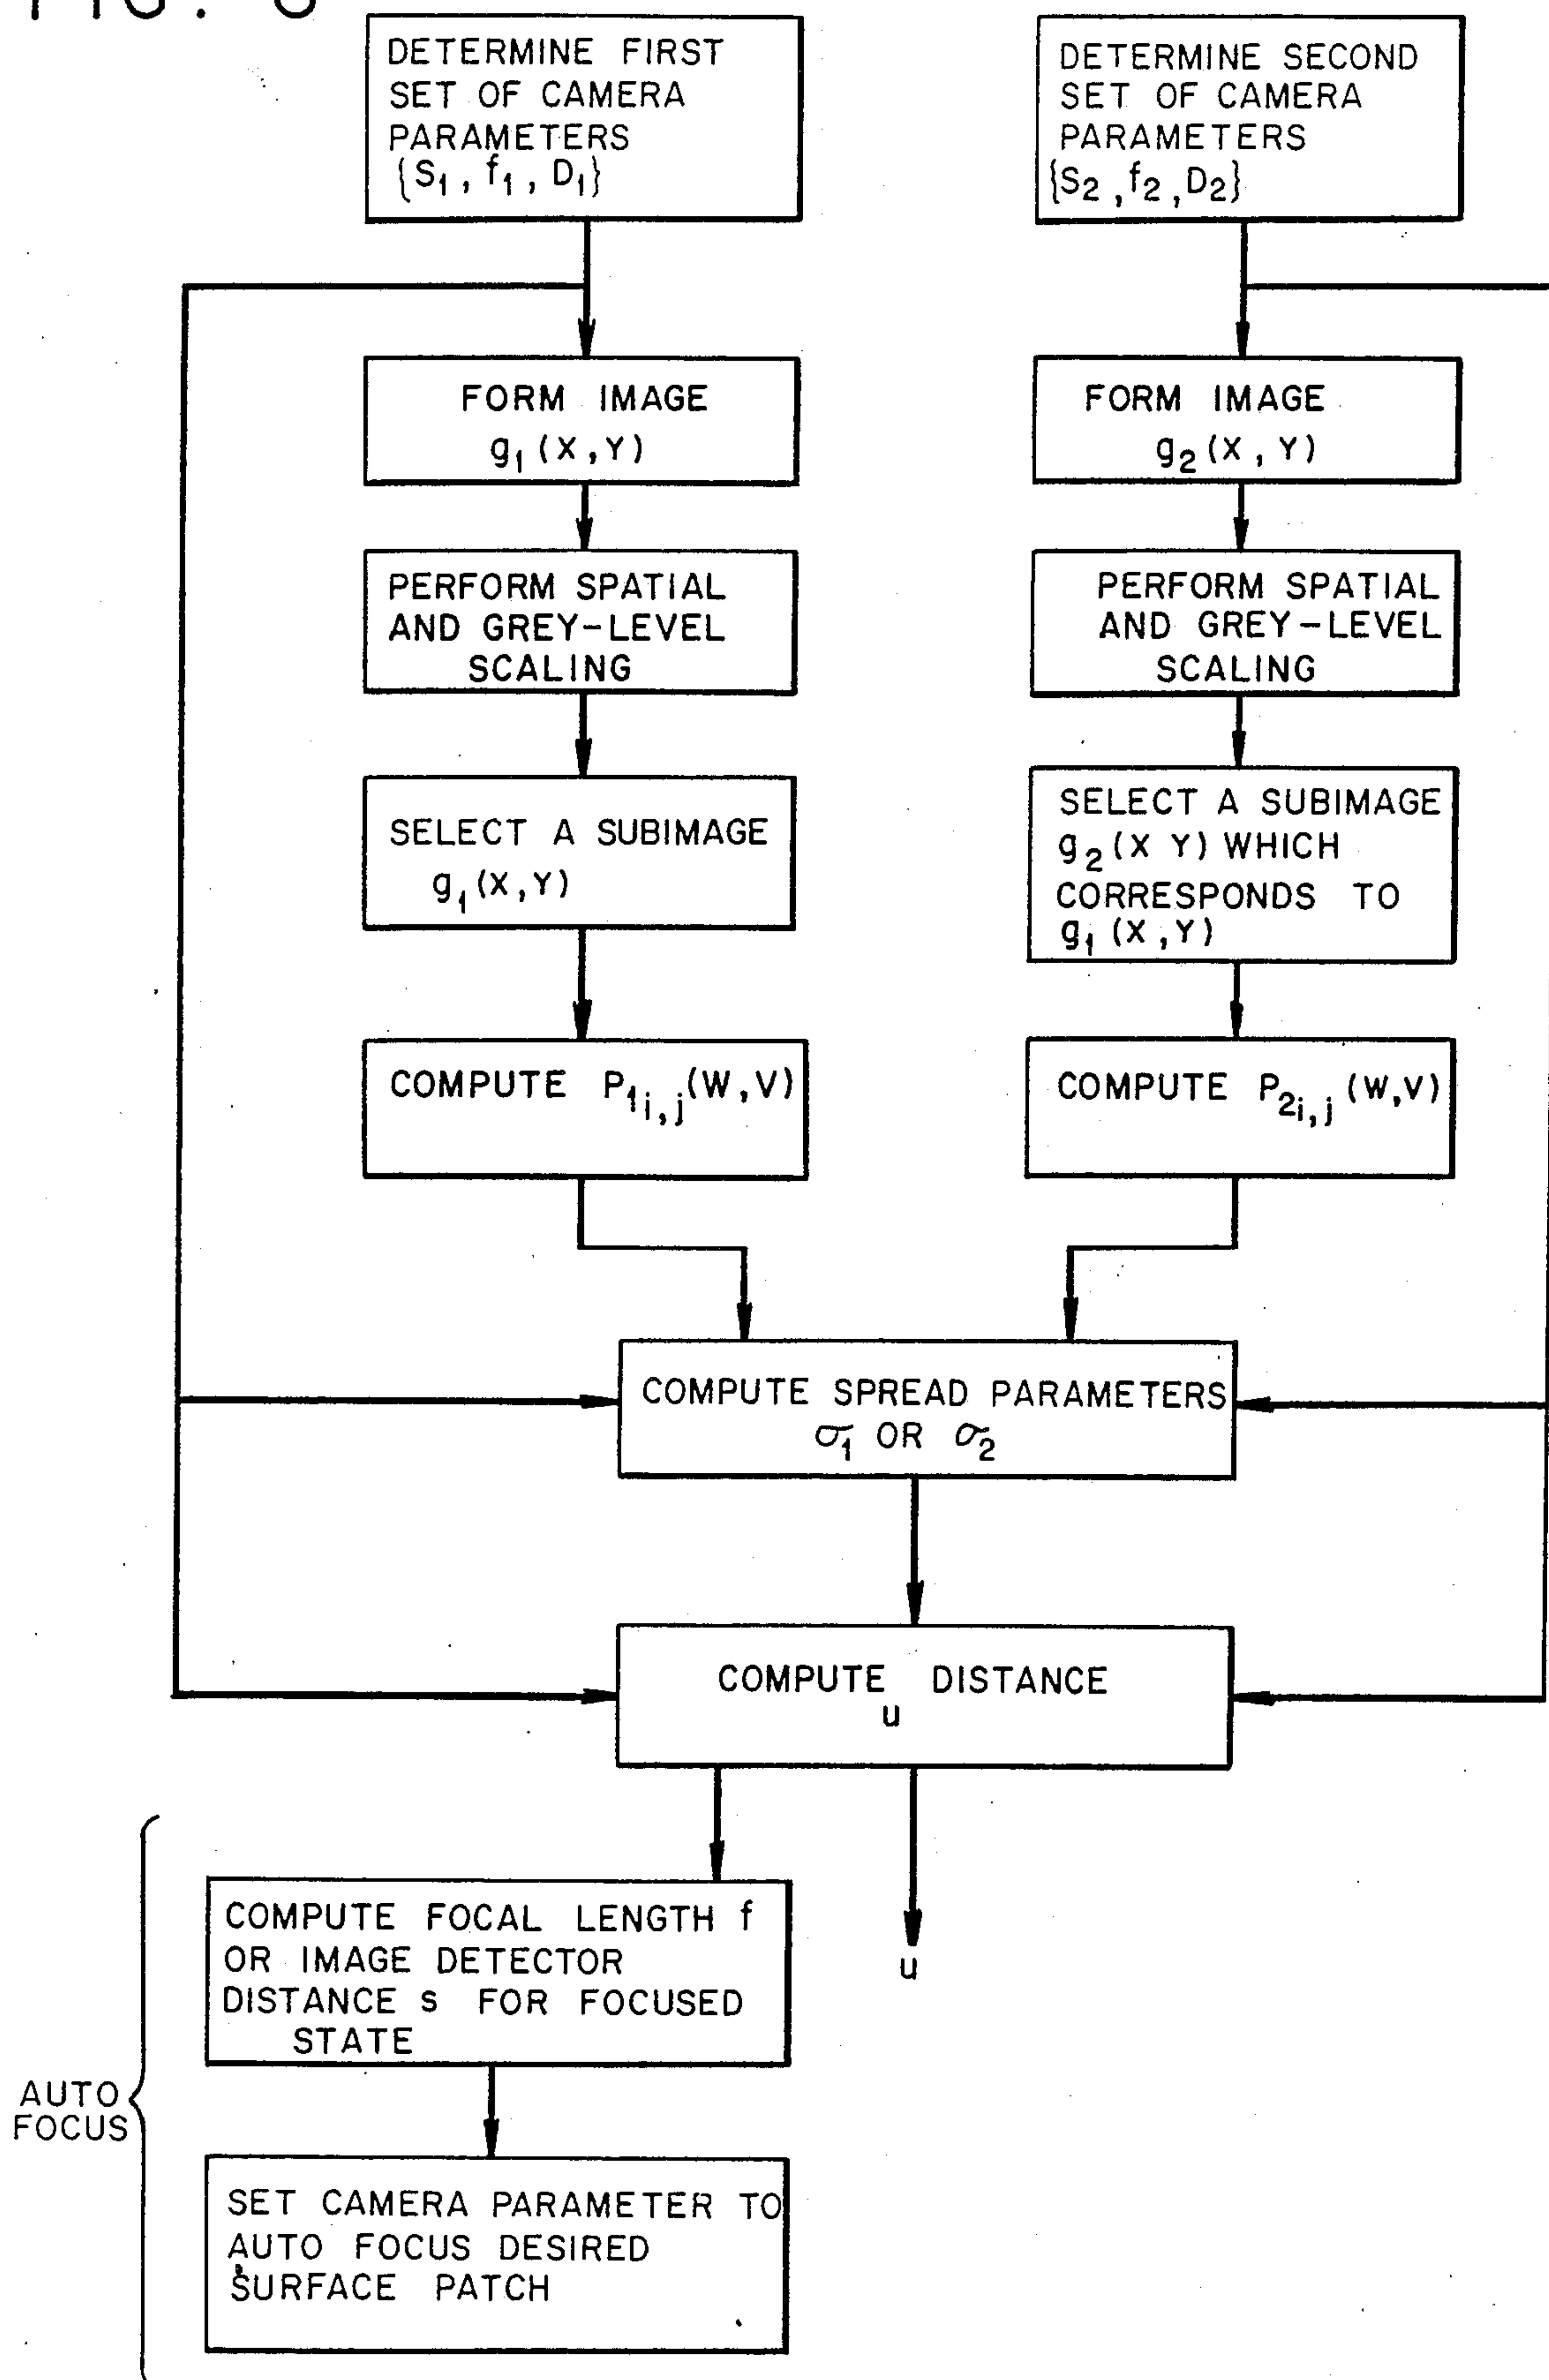 FIG.
DETERMINE FIRST
SET OF CAMERA
PARAMETERS
{S1, f1, D1}
DETERMINE SECOND
SET OF CAMERA
PARAMETERS
{S2, f2, D2}
FORM IMAGE
g1(X,Y)
FORM IMAGE
g2(X,Y)
PERFORM SPATIAL
AND GREY-LEVEL
SCALING
PERFORM SPATIAL
AND GREY-LEVEL
SCALING
SELECT A SUBIMAGE
g1(X,Y)
SELECT A SUBIMAGE
g2(X Y) WHICH
CORRESPONDS TO
g1(X,Y)
COMPUTE P1i,j(W,V)
COMPUTE P2i,j(W,V)
COMPUTE SPREAD PARAMETERS
σ1 OR σ2
COMPUTE DISTANCE
u
u
COMPUTE FOCAL LENGTH f
OR IMAGE DETECTOR
DISTANCE s FOR FOCUSED
STATE
AUTO
FOCUS
SET CAMERA PARAMETER TO
AUTO FOCUS DESIRED
SURFACE PATCH